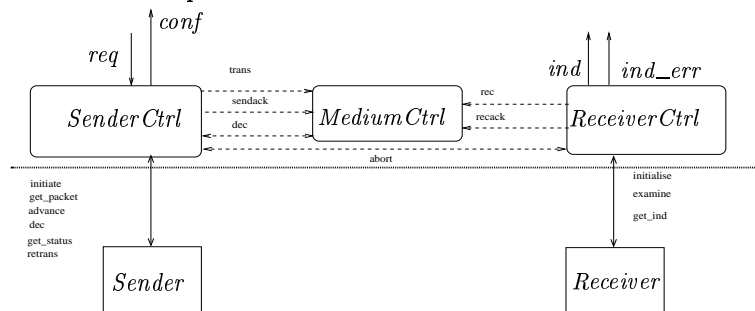 conf
req
ind
ind_err
trans
sendack
dec
rec
recack
SenderCtrl
MediumCtrl
ReceiverCtrl
abort
initiate
get_packet
advance
dec
get_status
retrans
initialise
examine
get_ind
Sender
Receiver